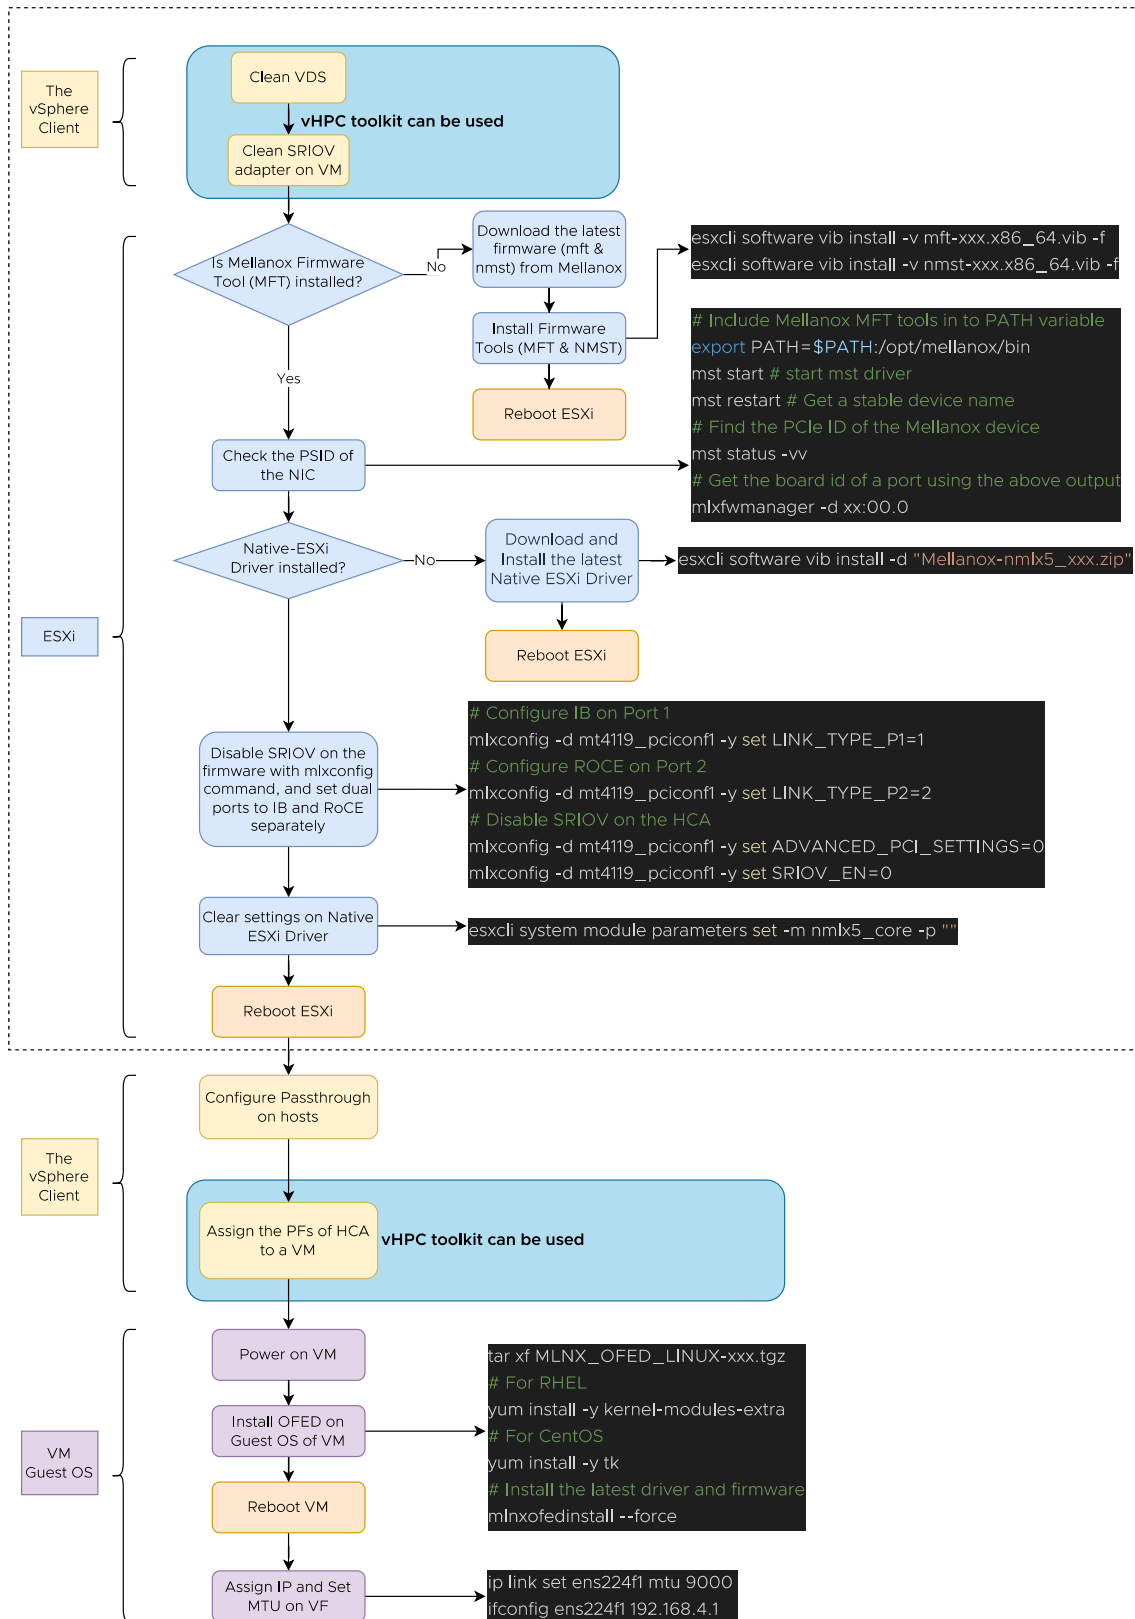 The
vSphere
Client
Clean VDS
vHPC toolkit can be used
Clean SRIOV
adapter on VM
ESXi
Is Mellanox Firmware
Tool (MFT) installed?
No
Download the latest
firmware (mft &
nmst) from Mellanox
esxcli software vib install -v mft-xxx.x86_64.vib -f
esxcli software vib install -v nmst-xxx.x86_64.vib -f
Install Firmware
Tools (MFT & NMST)
Reboot ESXi
Yes
Check the PSID of
the NIC
# Include Mellanox MFT tools in to PATH variable
export PATH=$PATH:/opt/mellanox/bin
mst start # start mst driver
mst restart # Get a stable device name
# Find the PCIe ID of the Mellanox device
mst status -vv
# Get the board id of a port using the above output
mlxfwmanager -d xx:00.0
Native-ESXi
Driver installed?
No
Download and
Install the latest
Native ESXi Driver
esxcli software vib install -d "Mellanox-nmlx5_xxx.zip"
Reboot ESXi
Disable SRIOV on the
firmware with mlxconfig
command, and set dual
ports to IB and RoCE
separately
# Configure IB on Port 1
mlxconfig -d mt4119_pciconf1 -y set LINK_TYPE_P1=1
# Configure ROCE on Port 2
mlxconfig -d mt4119_pciconf1 -y set LINK_TYPE_P2=2
# Disable SRIOV on the HCA
mlxconfig -d mt4119_pciconf1 -y set ADVANCED_PCI_SETTINGS=0
mlxconfig -d mt4119_pciconf1 -y set SRIOV_EN=0
Clear settings on Native
ESXi Driver
esxcli system module parameters set -m nmlx5_core -p ""
Reboot ESXi
The
vSphere
Client
Configure Passthrough
on hosts
Assign the PFs of HCA
to a VM
vHPC toolkit can be used
VM
Guest OS
Power on VM
Install OFED on
Guest OS of VM
tar xf MLNX_OFED_LINUX-xxx.tgz
# For RHEL
yum install -y kernel-modules-extra
# For CentOS
yum install -y tk
# Install the latest driver and firmware
mlnxofedinstall --force
Reboot VM
Assign IP and Set
MTU on VF
ip link set ens224f1 mtu 9000
ifconfig ens224f1 192.168.4.1